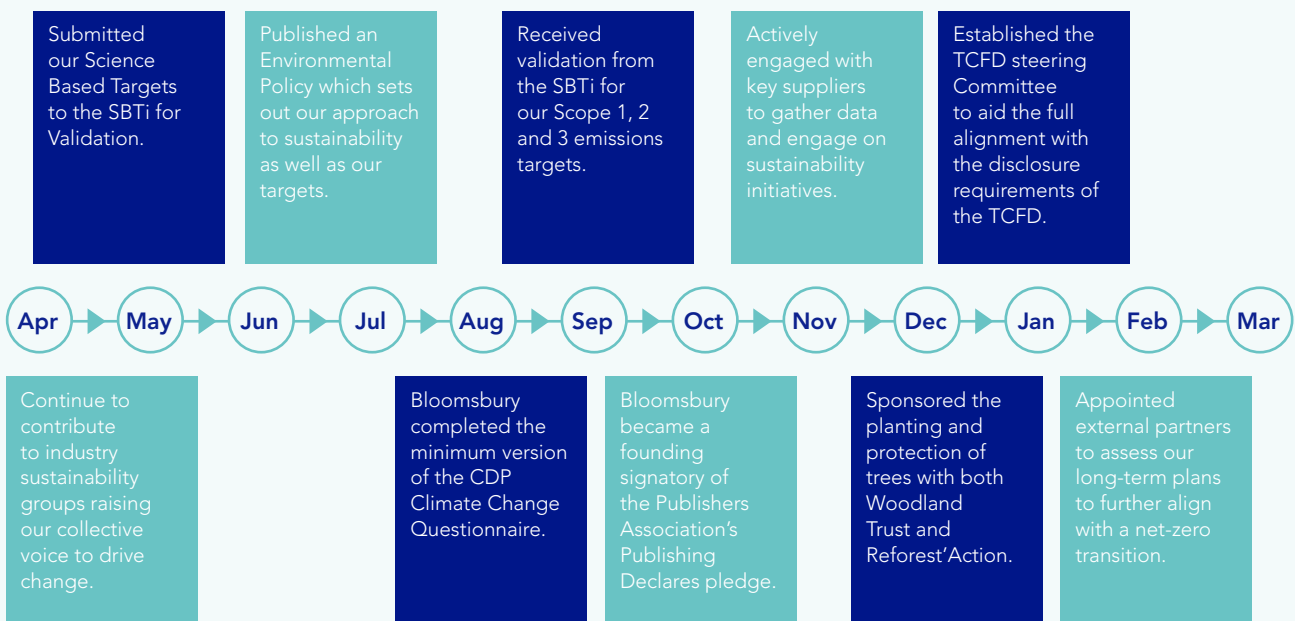 Submitted
our Science
Based Targets
to the SBTi for
Validation.
Published an
Environmental
Policy which sets
out our approach
to sustainability
as well as our
targets.
Received
validation from
the SBTi for
our Scope 1, 2
and 3 emissions
targets.
Actively
engaged with
key suppliers
to gather data
and engage on
sustainability
initiatives.
Established the
TCFD steering
Committee
to aid the full
alignment with
the disclosure
requirements of
the TCFD.
Apr
May
Jun
Jul
Aug
Sep
Oct
Nov
Dec
Jan
Feb
Mar
Continue to
contribute
to industry
sustainability
groups raising
our collective
voice to drive
change.
Bloomsbury
completed the
minimum version
of the CDP
Climate Change
Questionnaire.
Bloomsbury
became a
founding
signatory of
the Publishers
Association’s
Publishing
Declares pledge.
Sponsored the
planting and
protection of
trees with both
Woodland
Trust and
Reforest’Action.
Appointed
external partners
to assess our
long-term plans
to further align
with a net-zero
transition.